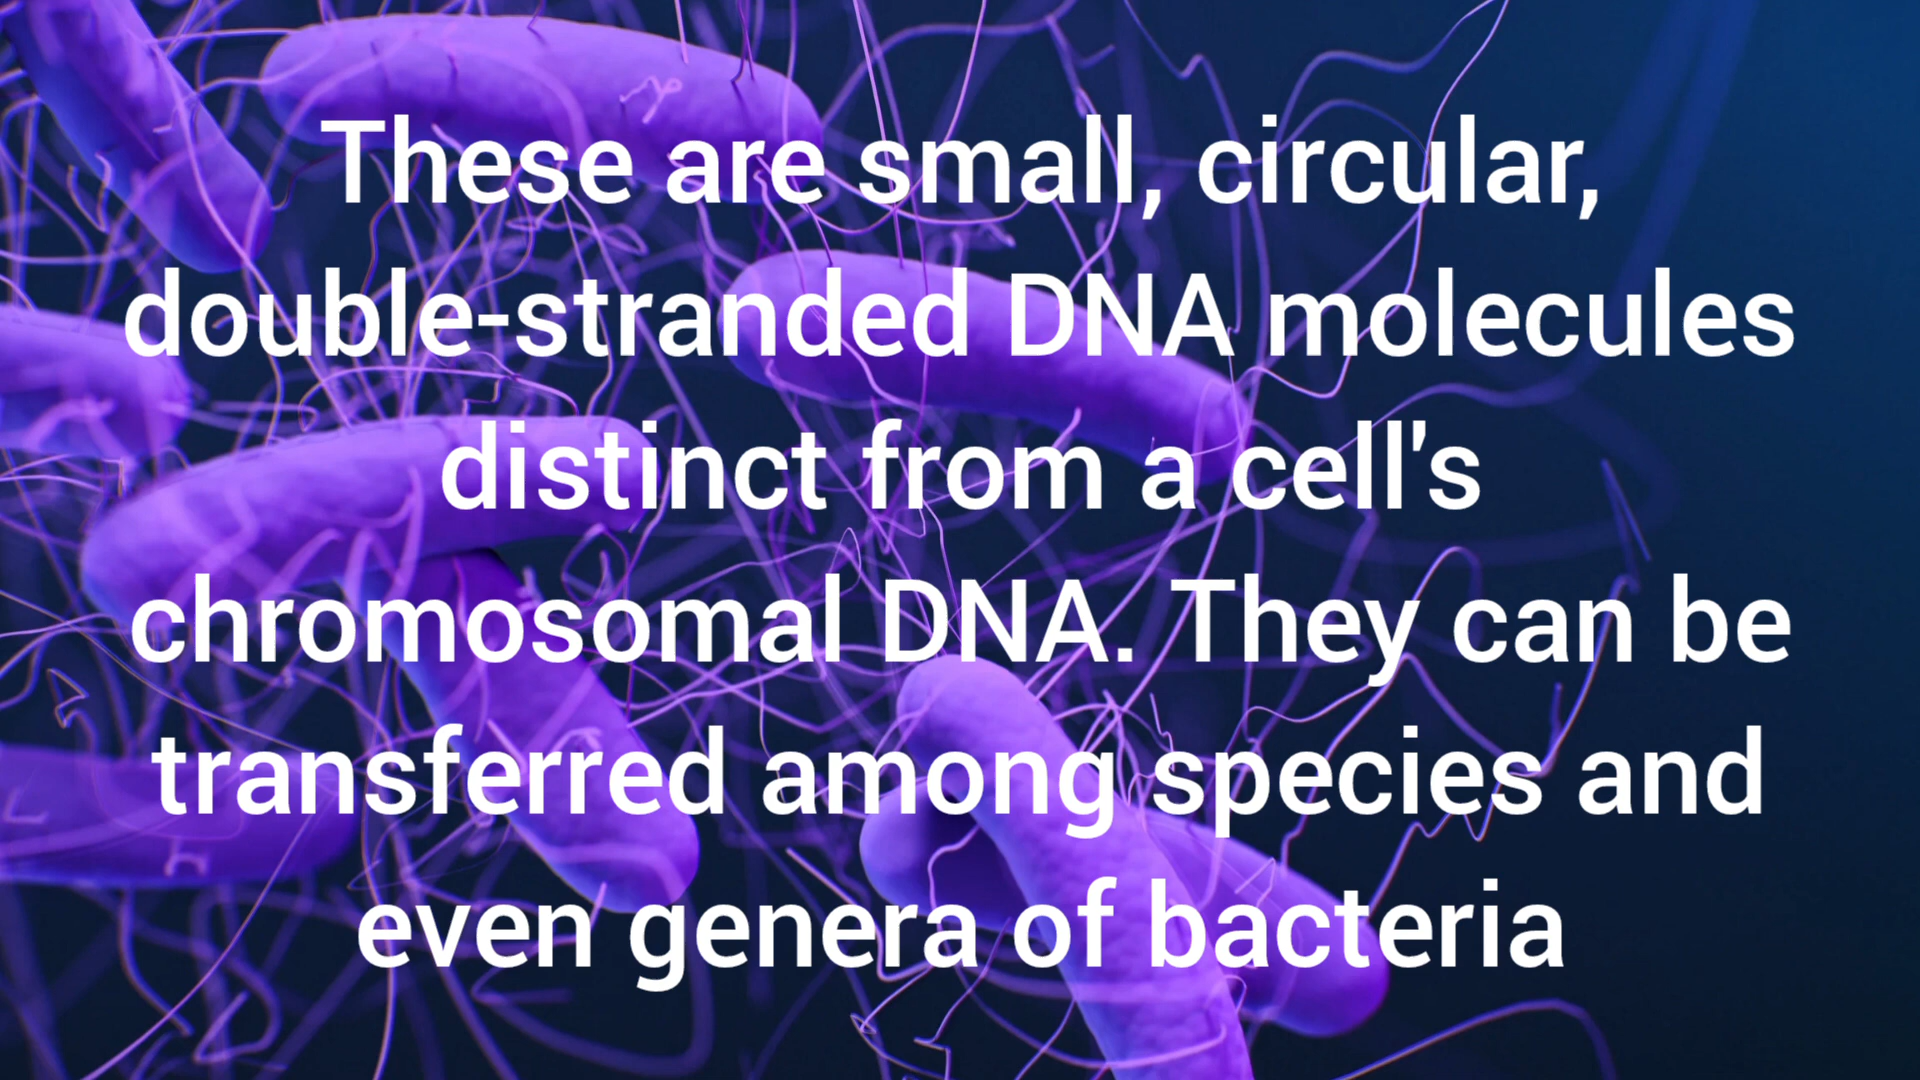 These are small, circular,
double-stranded DNA molecules
distinct from a cell's
chromosomal DNA. They can be
transferred among species and
even genera of bacteria